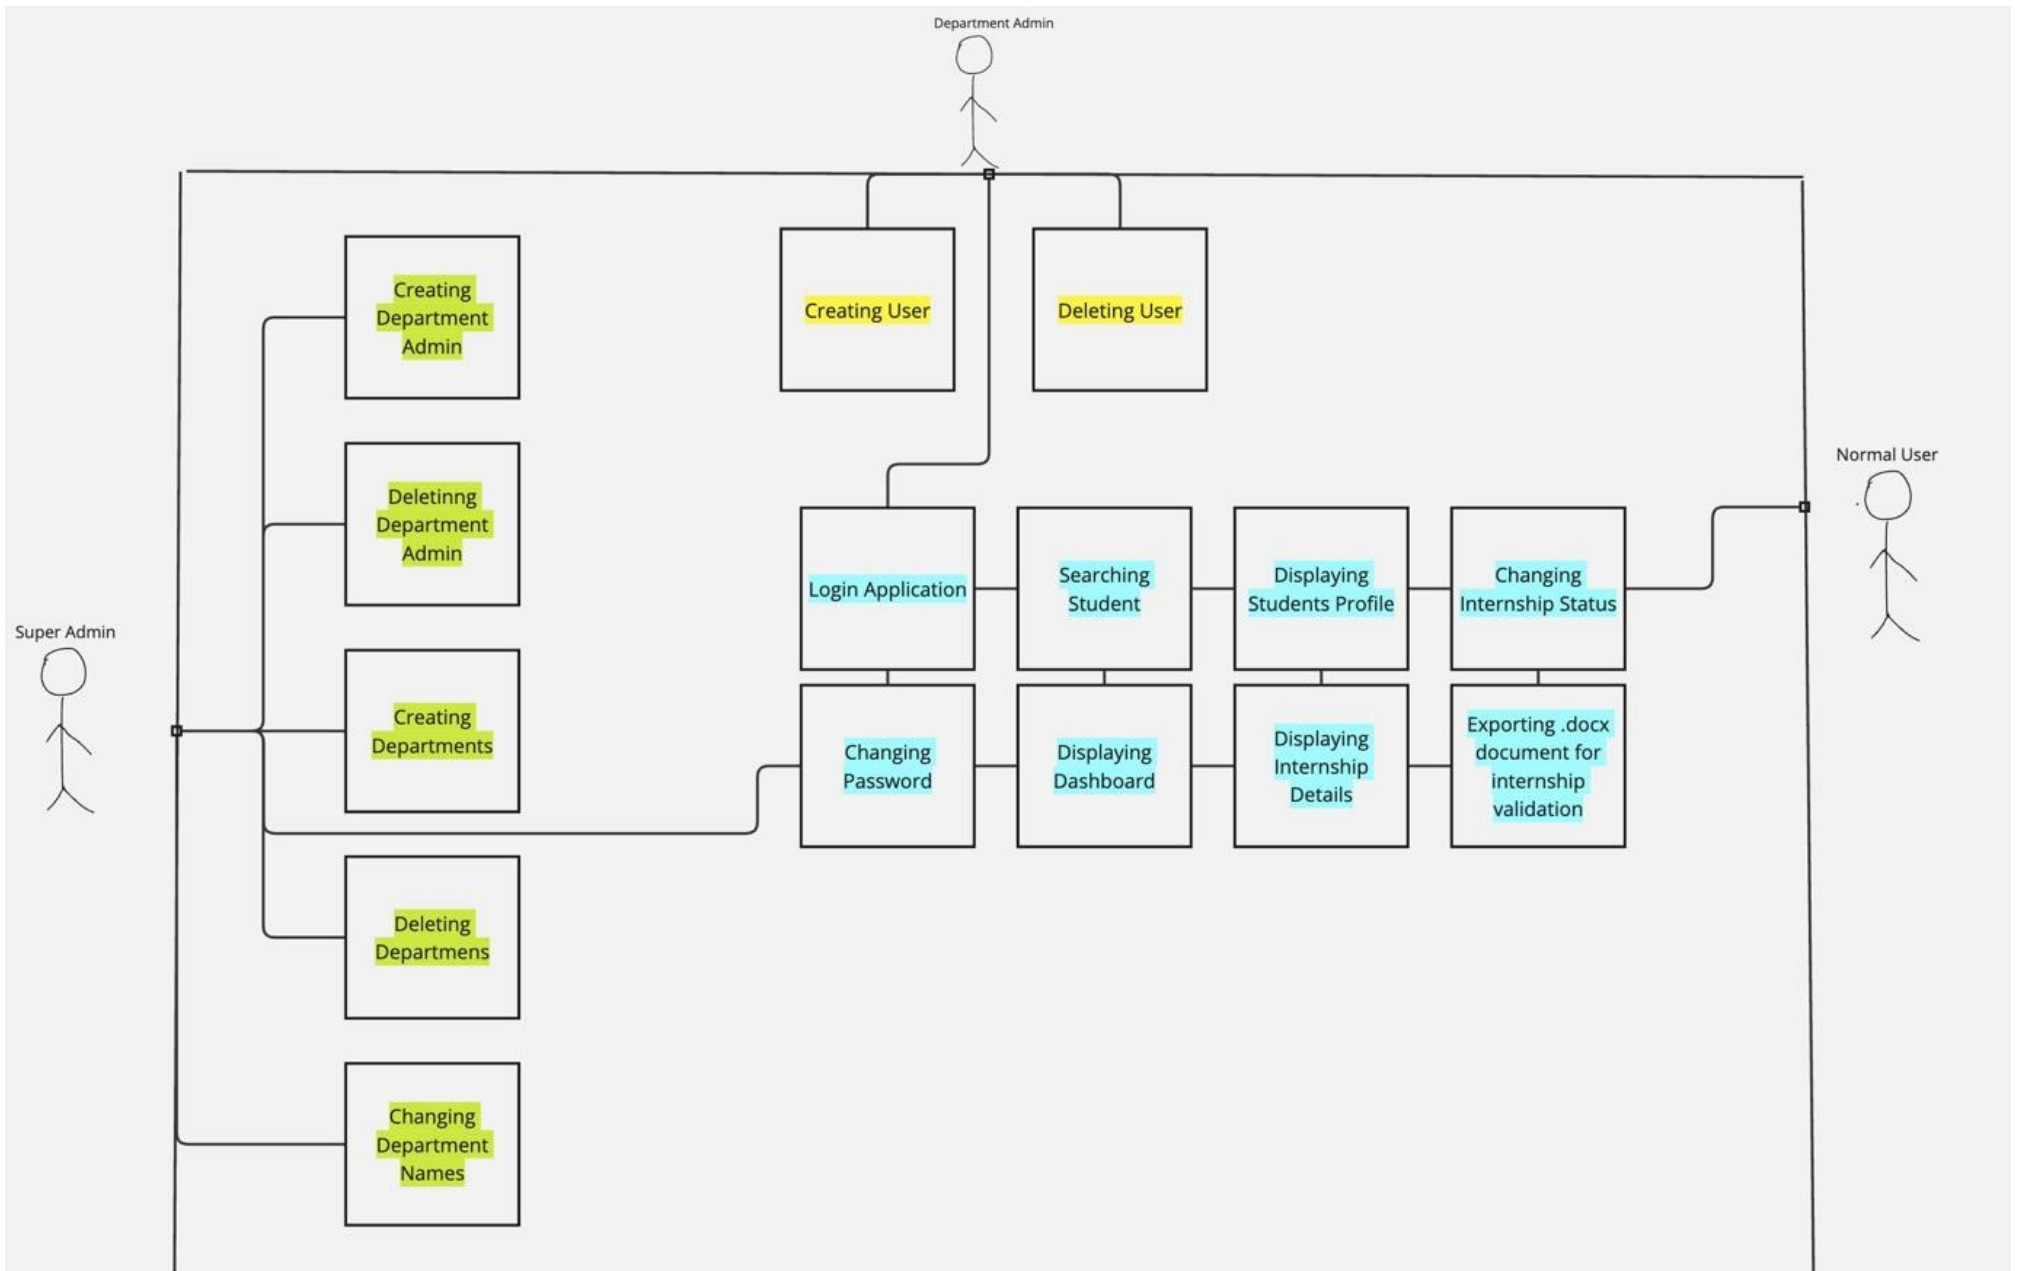 Department Admin
Creating
Department
Admin
Creating User
Deleting User
Deletinng
Department
Admin
Normal User
Login Application
Searching
Student
Displaying
Students Profile
Changing
Internship Status
Super Admin
Creating
Departments
Changing
Password
Displaying
Dashboard
Displaying
Internship
Details
Exporting .docx
document for
internship
validation
Deleting
Departmens
Changing
Department
Names